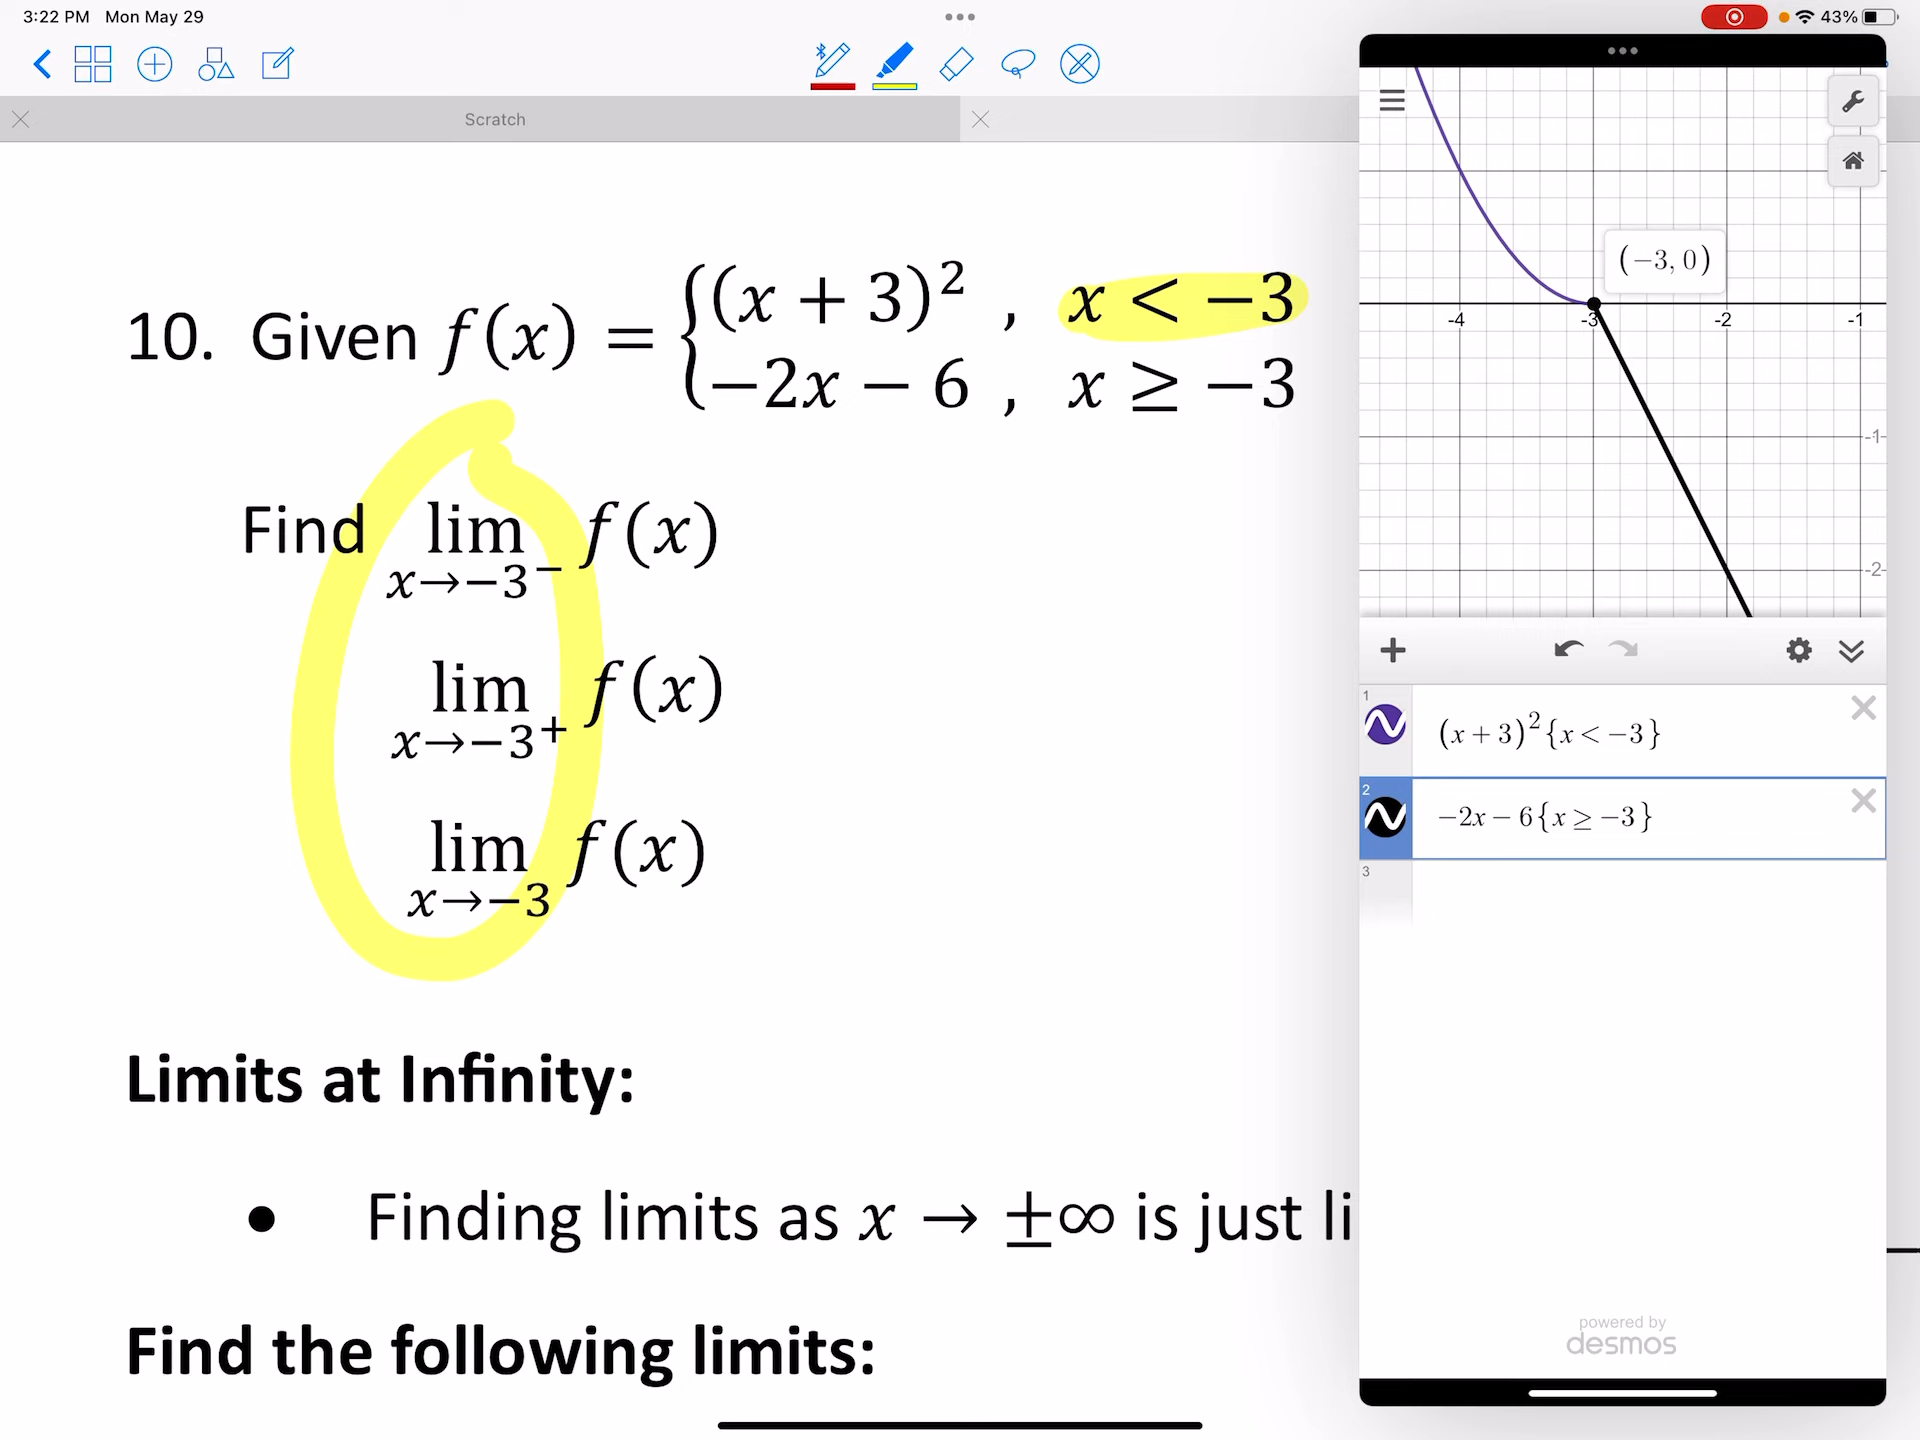 3:22 PM Mon May 29
43%
Scratch
10. Given f(x) = {(x + 3)² , x < −3
−2x − 6 , x ≥ −3
Find lim x→−3⁻ f(x)
lim x→−3⁺ f(x)
lim x→−3 f(x)
Limits at Infinity:
• Finding limits as x → ±∞ is just li
Find the following limits:
(−3, 0)
-4 -3 -2 -1
-1
-2
1
(x + 3)²{x < −3}
2
−2x − 6{x ≥ −3}
3
powered by
desmos